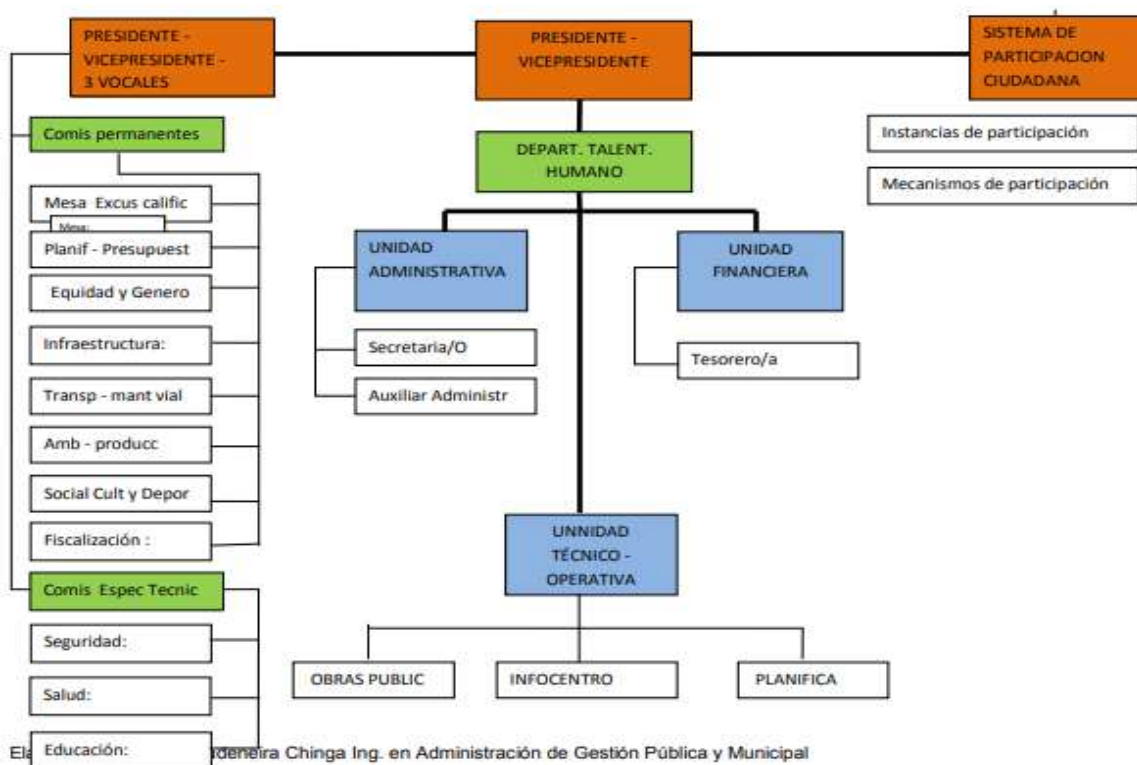 PRESIDENTE -
VICEPRESIDENTE -
3 VOCALES
PRESIDENTE -
VICEPRESIDENTE
SISTEMA DE
PARTICIPACION
CIUDADANA
Comis permanentes
DEPART. TALENT.
HUMANO
Instancias de participación
Mecanismos de participación
Mesa Excus calific
Mesa:
Planif - Presupuest
Equidad y Genero
Infraestructura:
Transp - mant vial
Amb - producc
Social Cult y Depor
Fiscalización :
UNIDAD
ADMINISTRATIVA
Secretaria/O
Auxiliar Administr
UNIDAD
FINANCIERA
Tesorero/a
UNNIDAD
TÉCNICO -
OPERATIVA
Comis Espec Tecnic
Seguridad:
Salud:
Educación:
OBRAS PUBLIC
INFOCENTRO
PLANIFICA
Chinga Ing. en Administración de Gestión Pública y Municipal